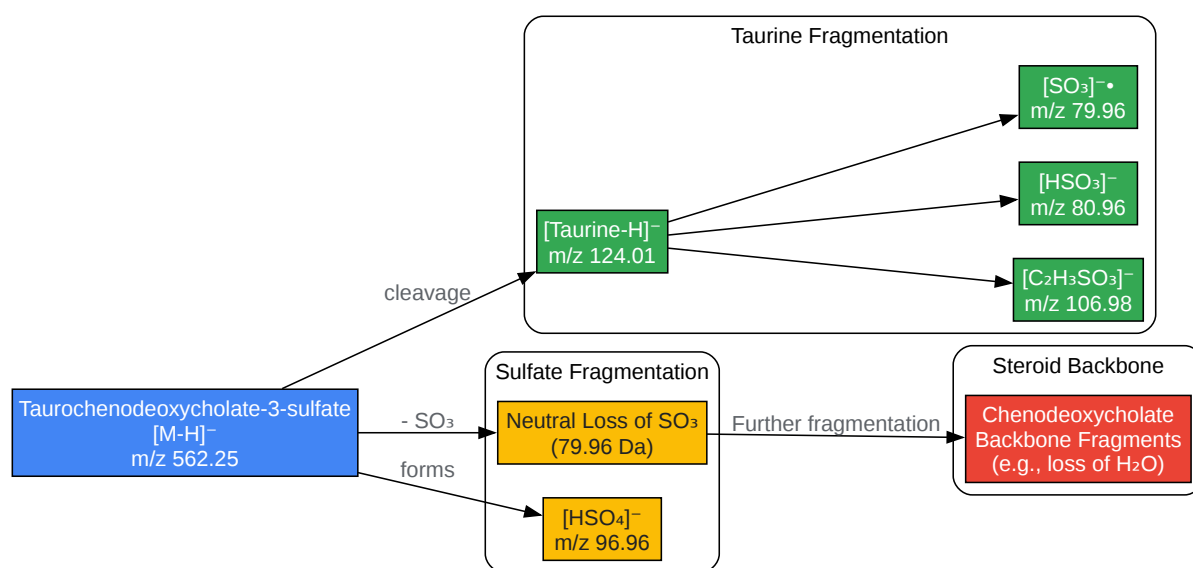 Taurine Fragmentation
[SO₃]⁻•
m/z 79.96
[HSO₃]⁻
m/z 80.96
[Taurine-H]⁻
m/z 124.01
[C₂H₃SO₃]⁻
m/z 106.98
cleavage
Sulfate Fragmentation
Steroid Backbone
Taurochenodeoxycholate-3-sulfate
[M-H]⁻
m/z 562.25
- SO₃
Neutral Loss of SO₃
(79.96 Da)
Further fragmentation
Chenodeoxycholate
Backbone Fragments
(e.g., loss of H₂O)
forms
[HSO₄]⁻
m/z 96.96